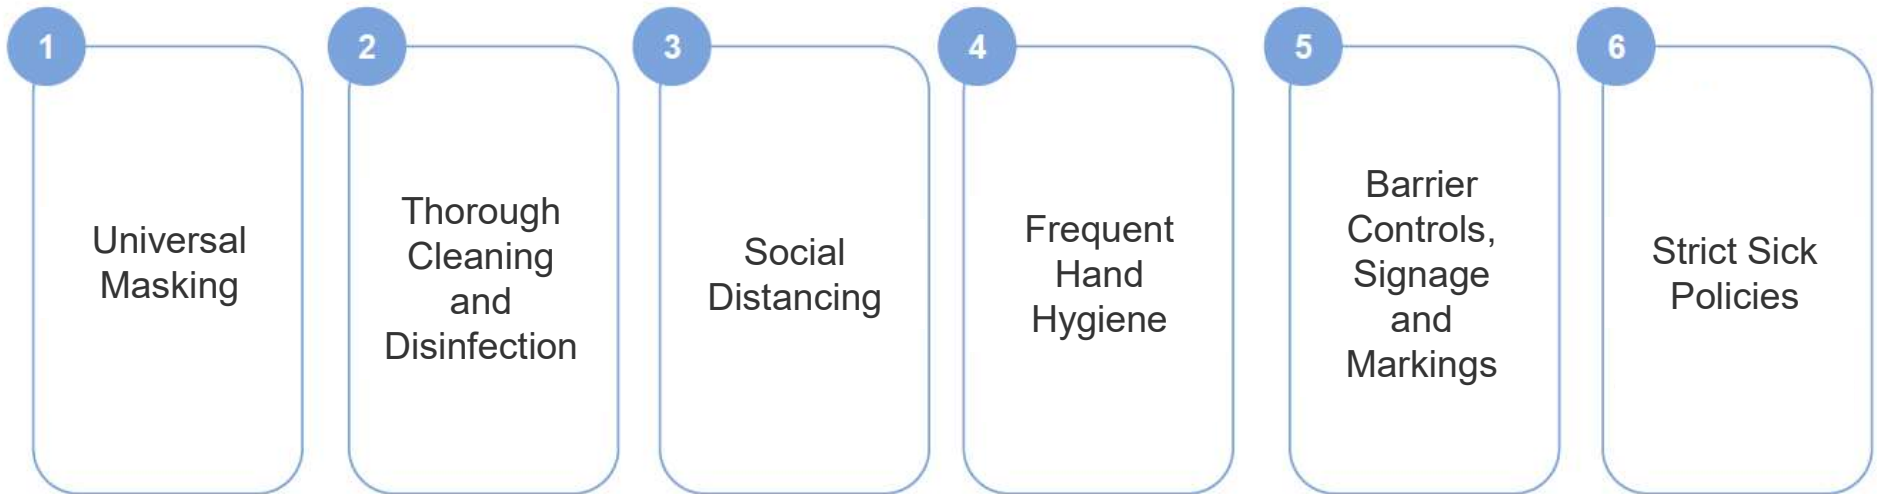 1
Universal
Masking
2
Thorough
Cleaning
and
Disinfection
3
Social
Distancing
4
Frequent
Hand
Hygiene
5
Barrier
Controls,
Signage
and
Markings
6
Strict Sick
Policies